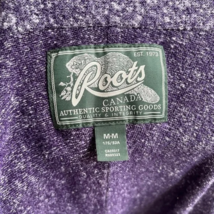 EST. 1973
Roots
CANADA
AUTHENTIC SPORTING GOODS
QUALITY & INTEGRITY
M-M